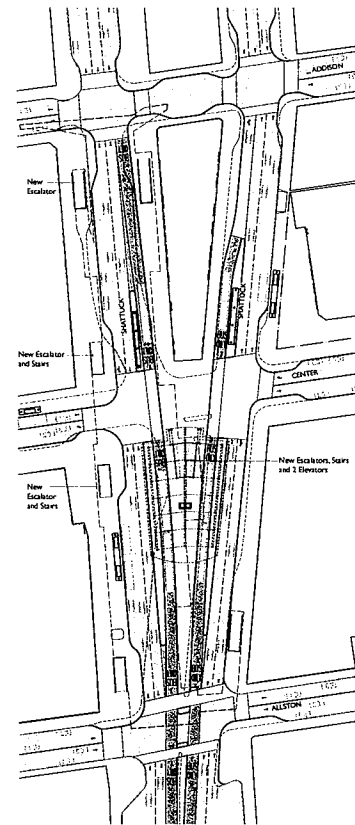 ADDISON
New
Escalator
SHATTUCK
SHATTUCK
New Escalator
and Stairs
CENTER
New Escalators, Stairs
and 2 Elevators
New
Escalator
and Stairs
ALLSTON